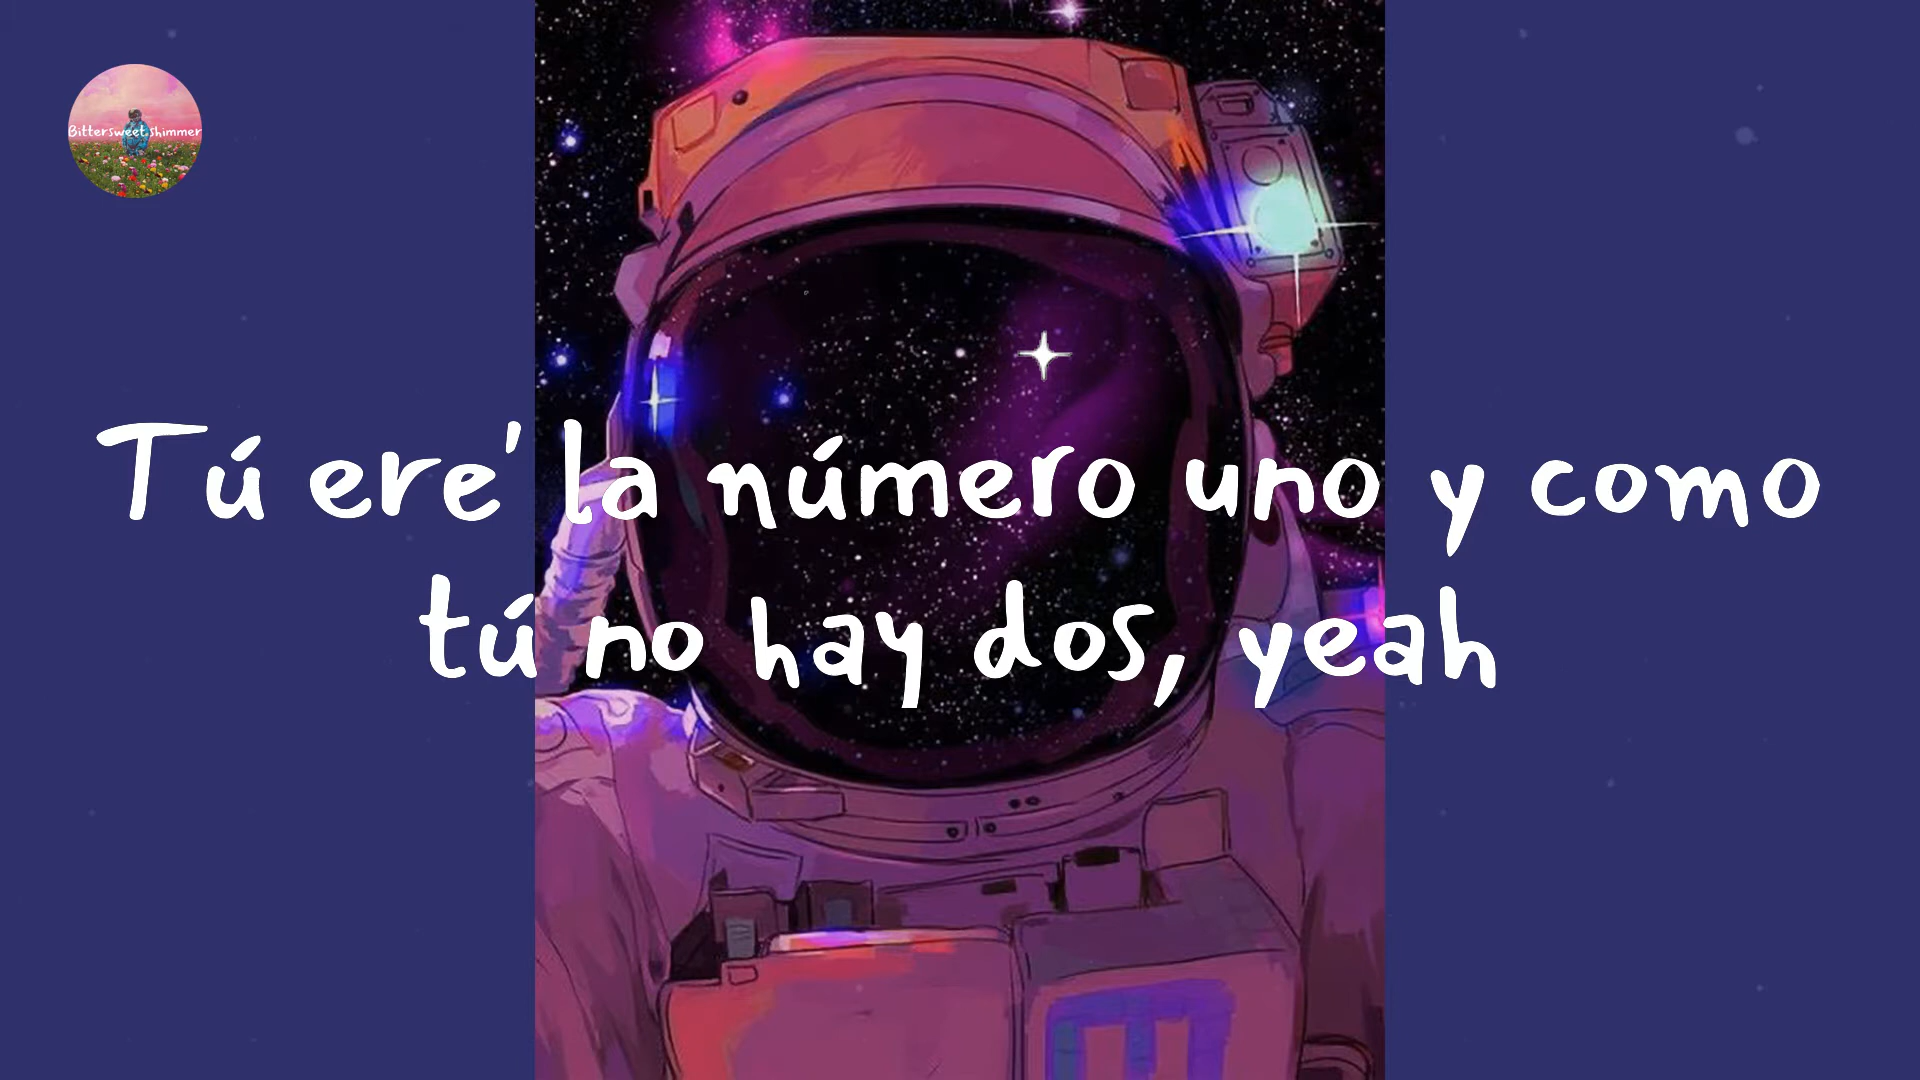 Bittersweet shimmer
Tú ere' la número uno y como
tú no hay dos, yeah